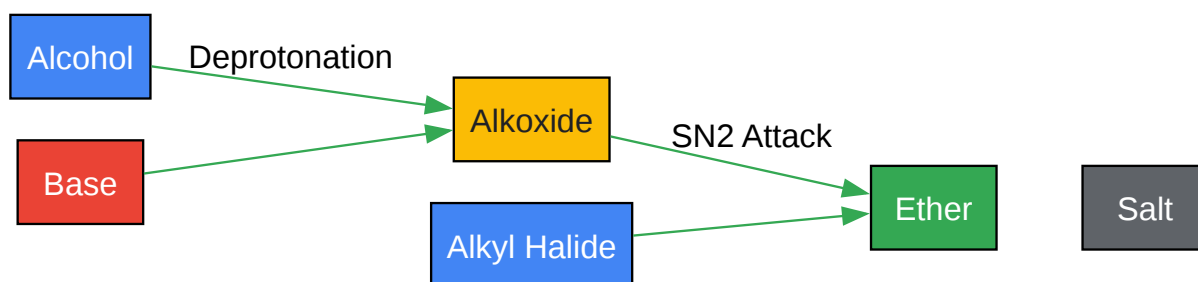 Alcohol
Deprotonation
Base
Alkoxide
SN2 Attack
Alkyl Halide
Ether
Salt